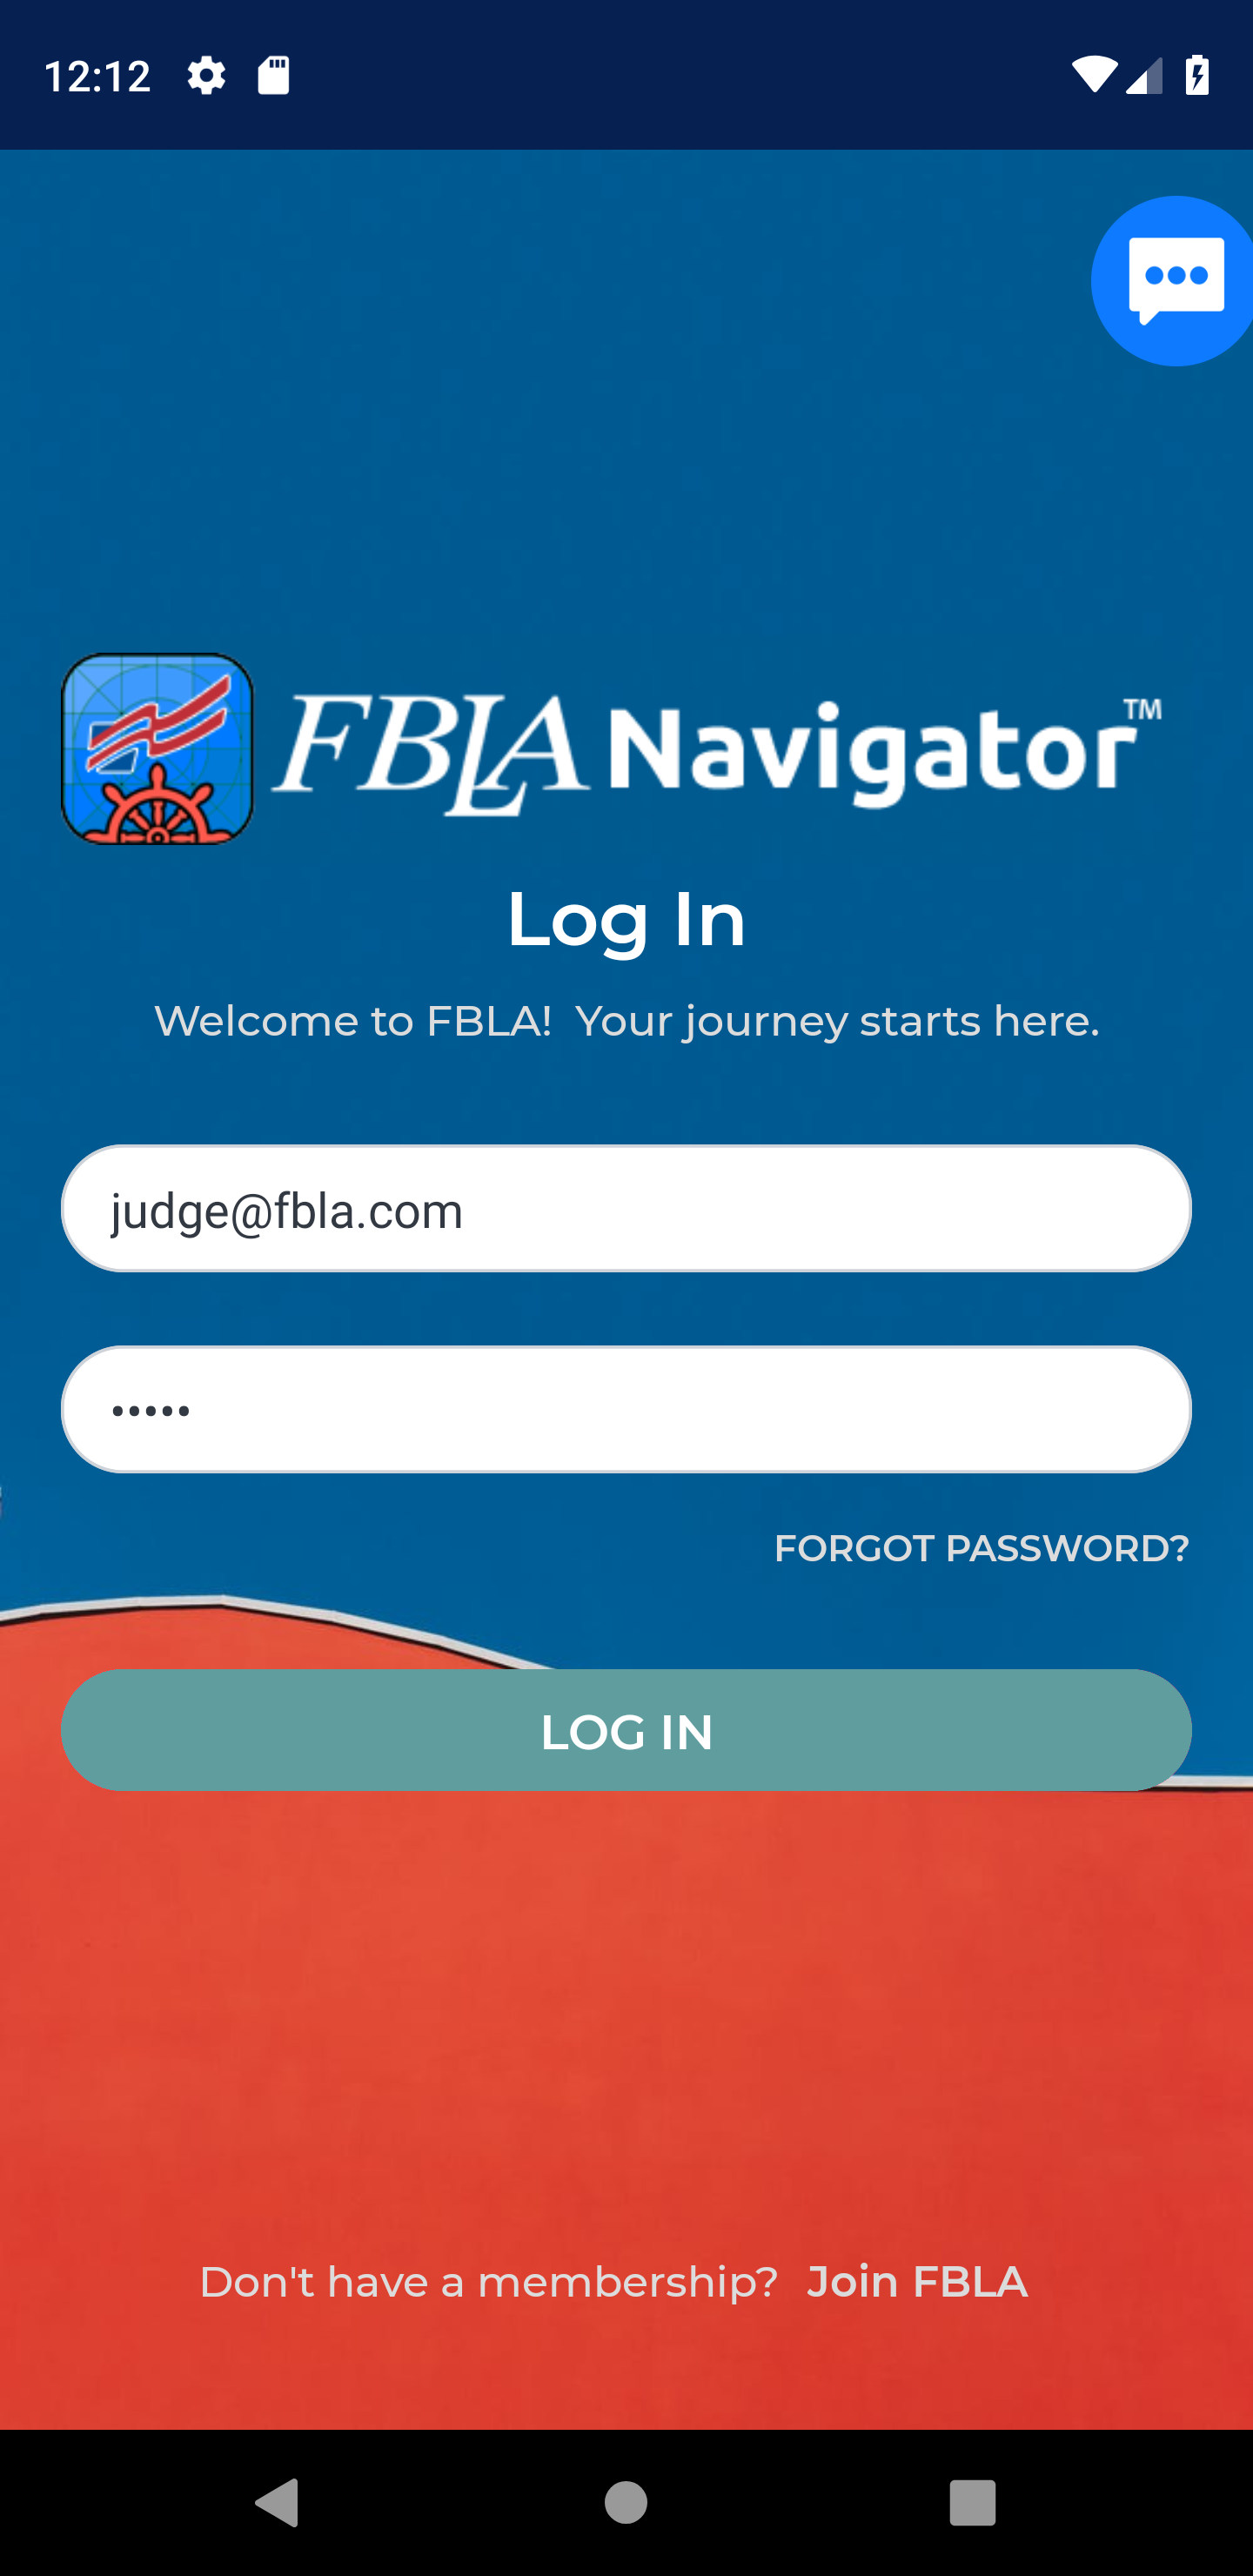 12:12
FBLA Navigator™
Log In
Welcome to FBLA!  Your journey starts here.
judge@fbla.com
•••••
FORGOT PASSWORD?
LOG IN
Don't have a membership?  Join FBLA